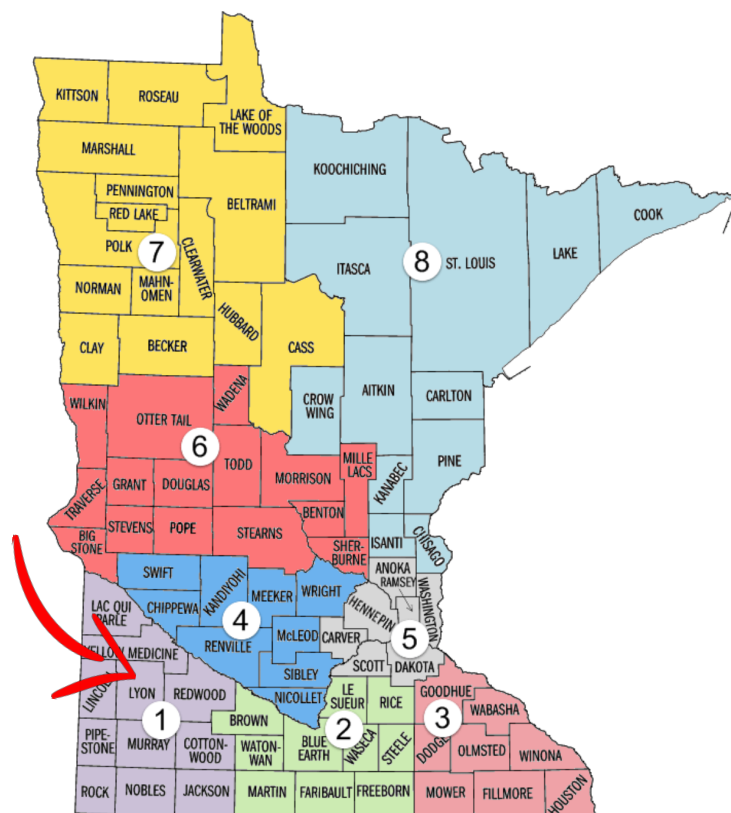 KITTSON
ROSEAU
LAKE OF
THE WOODS
MARSHALL
KOOCHICHING
PENNINGTON
BELTRAMI
RED LAKE
COOK
POLK
7
CLEARWATER
8
ST. LOUIS
LAKE
ITASCA
NORMAN
MAHN-
OMEN
HUBBARD
CLAY
BECKER
CASS
WADENA
AITKIN
CARLTON
WILKIN
OTTER TAIL
CROW
WING
6
TODD
MILLE
LACS
PINE
KANABEC
TRAVERSE
GRANT
DOUGLAS
MORRISON
BENTON
STEVENS
POPE
STEARNS
BIG
STONE
SHER-
BURNE
ISANTI
CHISAGO
SWIFT
KANDIYOHI
MEEKER
WRIGHT
ANOKA
RAMSEY
WASHINGTON
HENNEPIN
LAC QUI
PARLE
CHIPPEWA
4
McLEOD
CARVER
5
YELLOW MEDICINE
RENVILLE
SCOTT
DAKOTA
SIBLEY
LINCOLN
LYON
REDWOOD
NICOLLET
LE
SUEUR
RICE
GOODHUE
WABASHA
1
BROWN
2
3
PIPE-
STONE
MURRAY
COTTON-
WOOD
WATON-
WAN
BLUE
EARTH
WASECA
STEELE
DODGE
OLMSTED
WINONA
ROCK
NOBLES
JACKSON
MARTIN
FARIBAULT
FREEBORN
MOWER
FILLMORE
HOUSTON